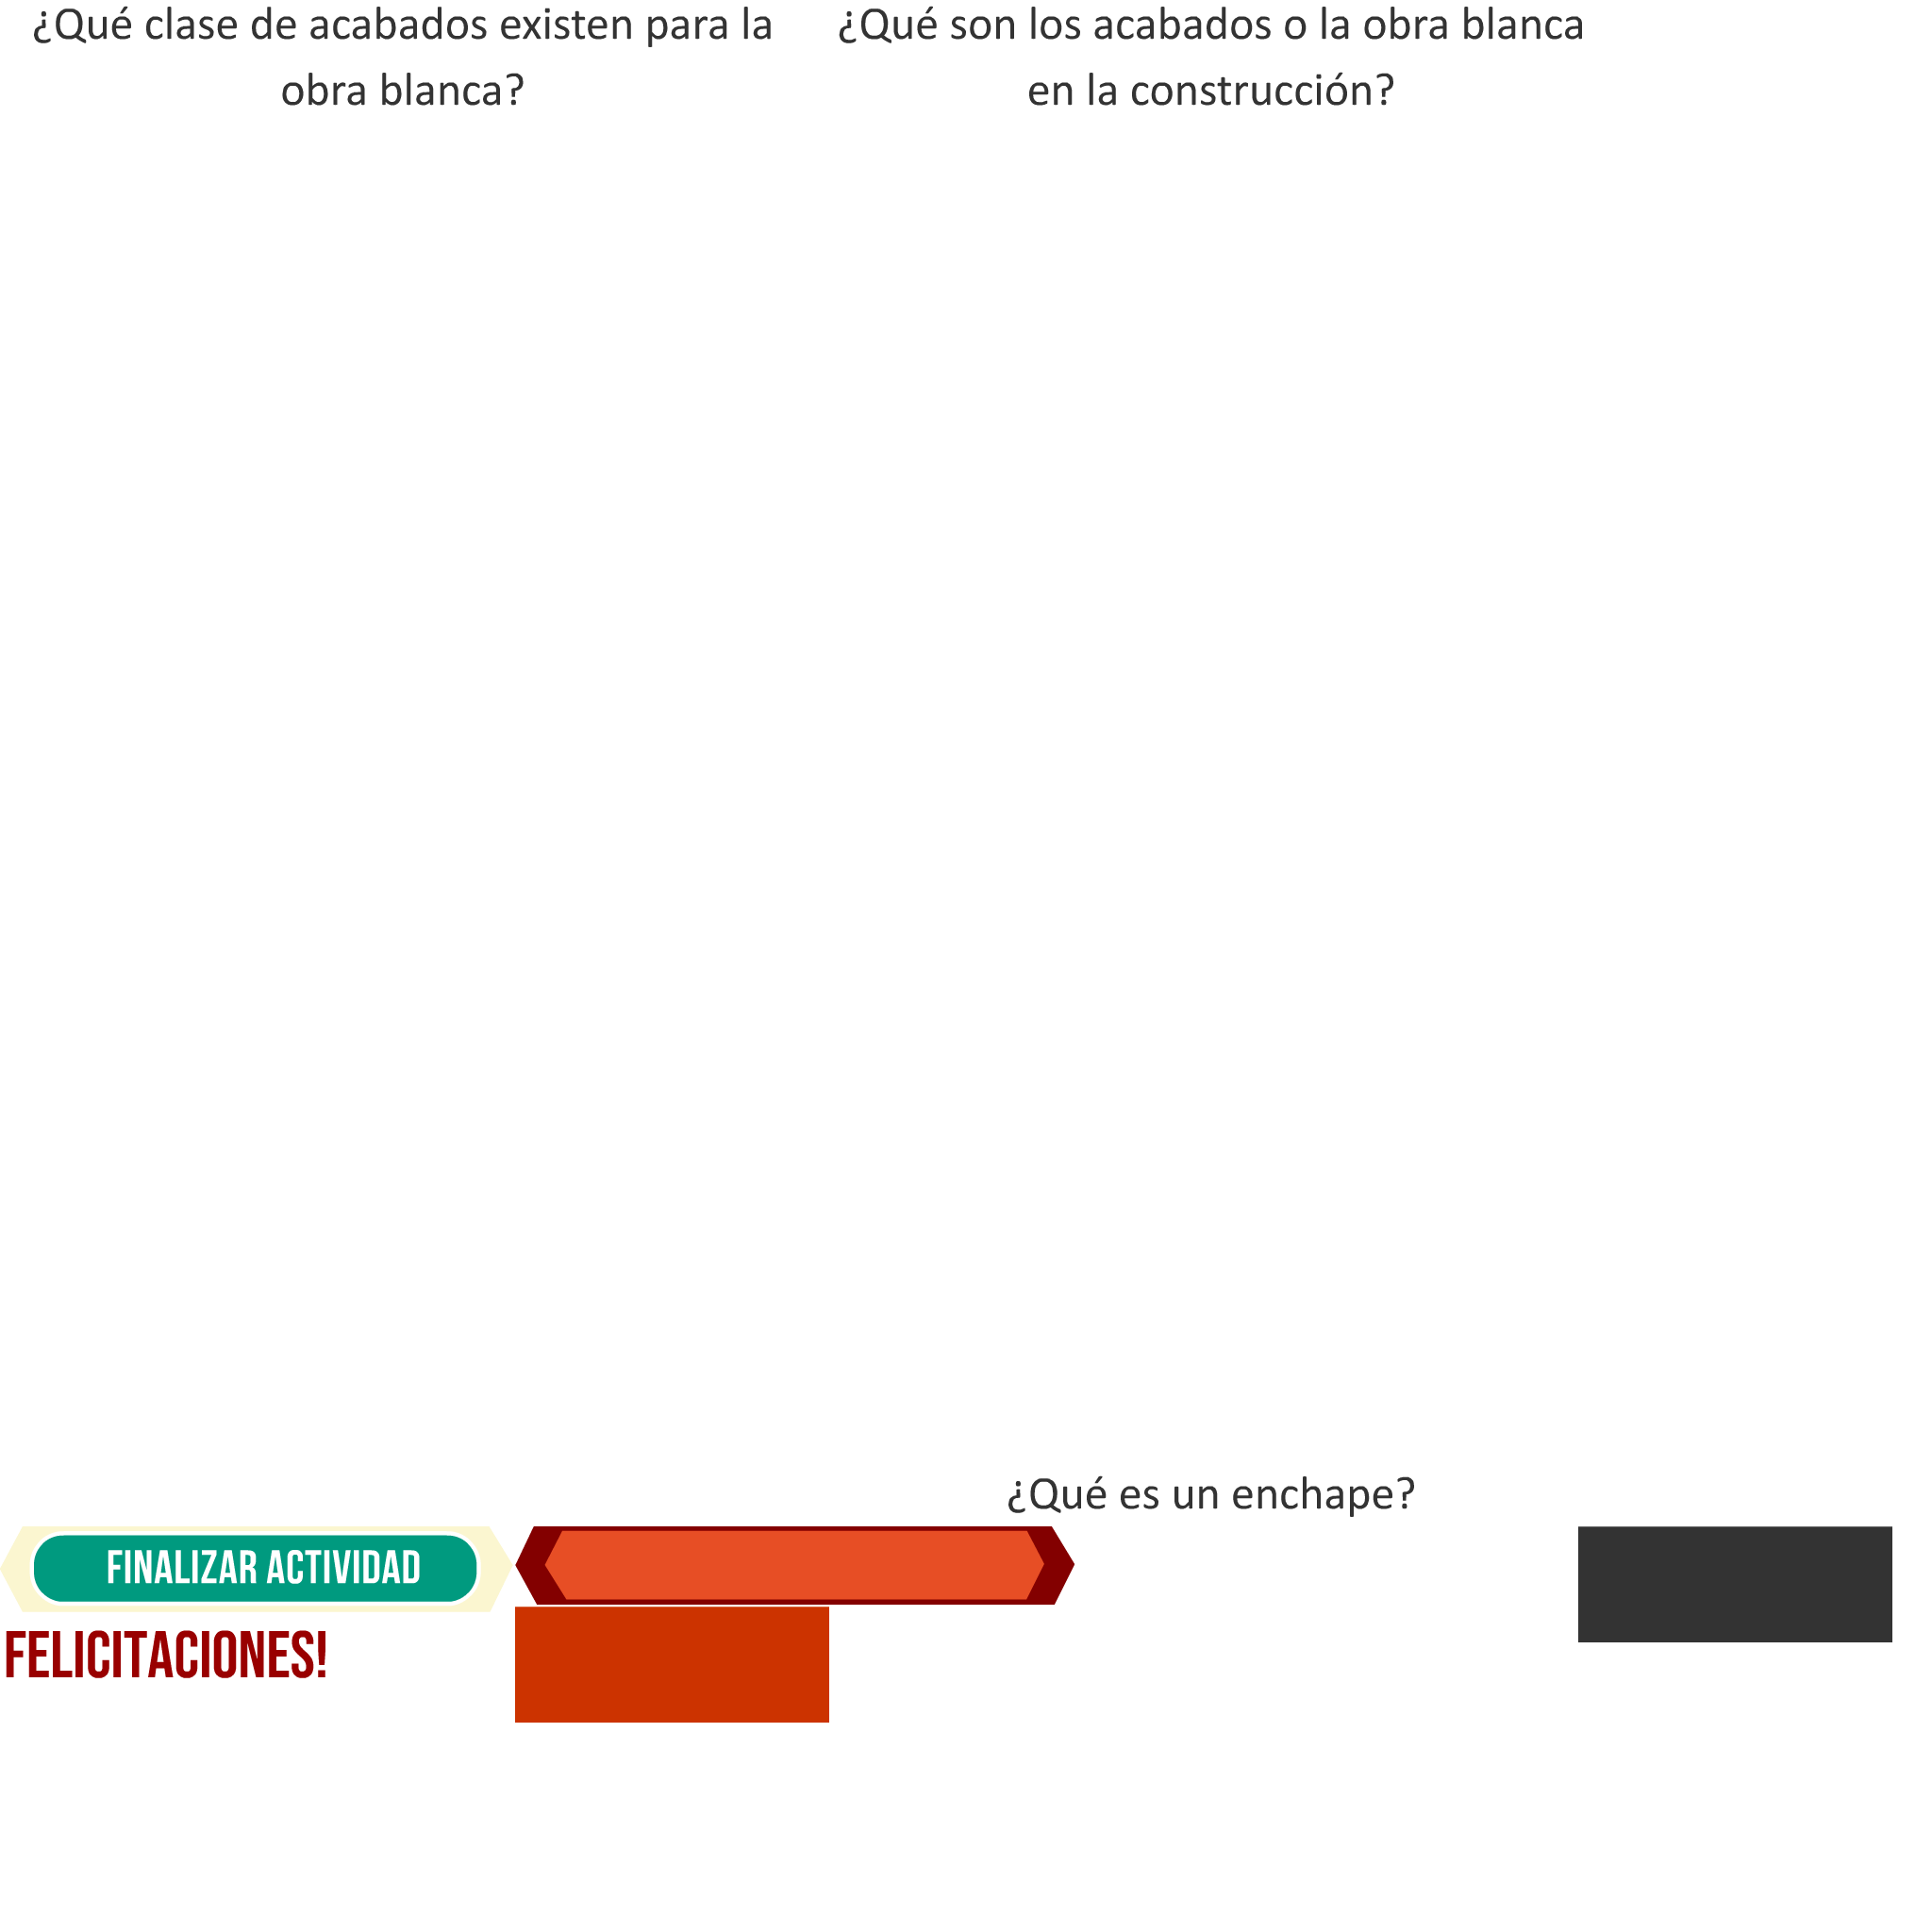 ¿Qué clase de acabados existen para la
obra blanca?
¿Qué son los acabados o la obra blanca
en la construcción?
¿Qué es un enchape?
FINALIZAR ACTIVIDAD
FELICITACIONES!